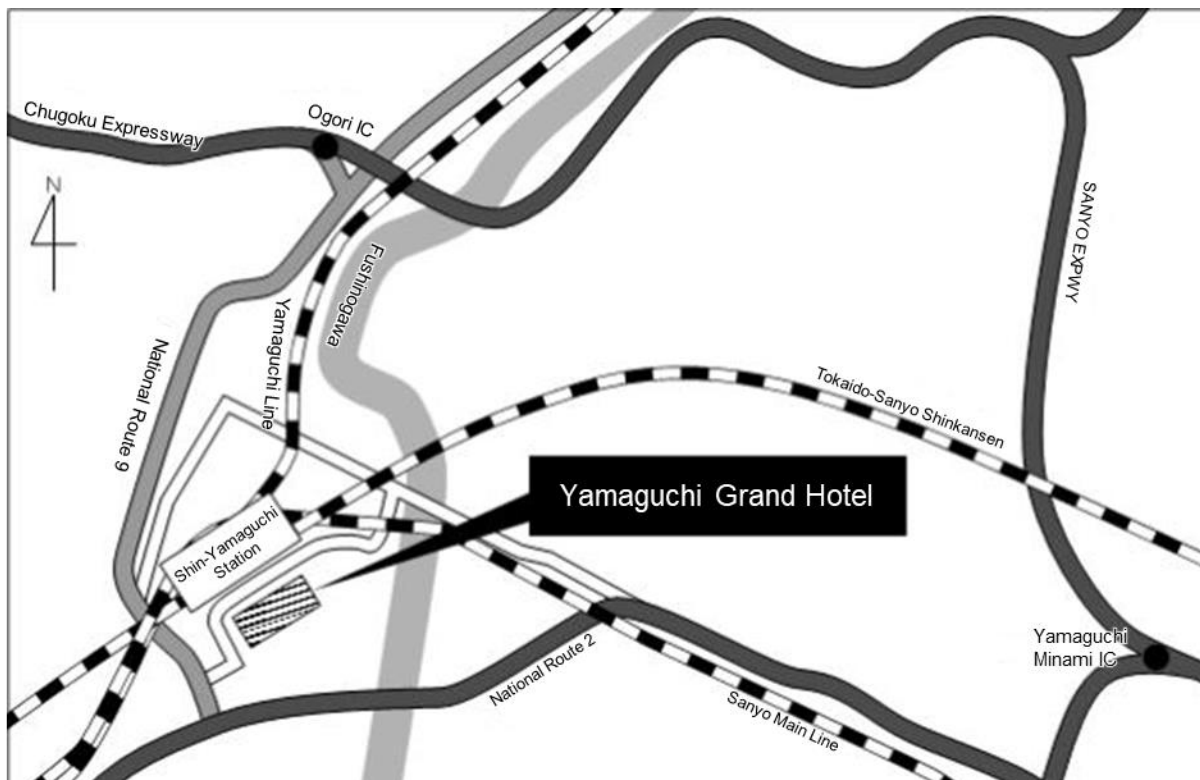 Chugoku Expressway
Ogori IC
N
SANYO EXPWY
Fushinogawa
Yamaguchi Line
National Route 9
Tokaido-Sanyo Shinkansen
Yamaguchi Grand Hotel
Shin-Yamaguchi
Station
Yamaguchi
Minami IC
National Route 2
Sanyo Main Line